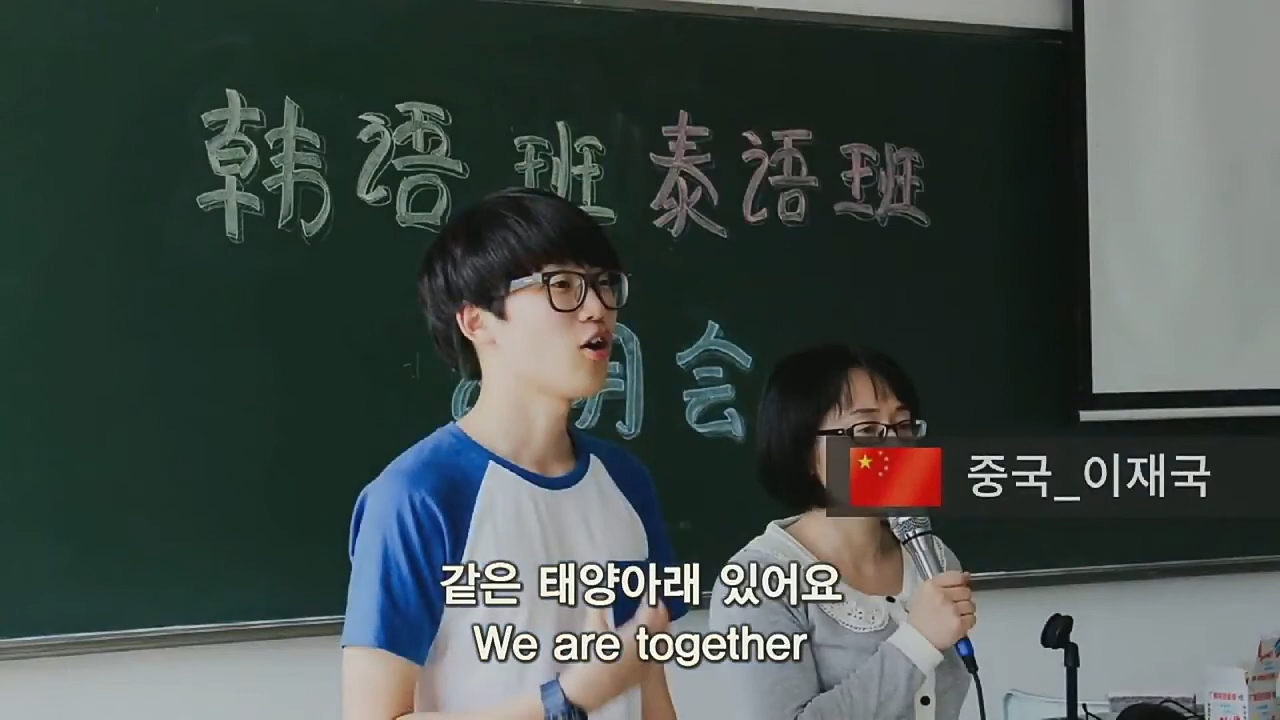 韩语班 泰语班
明会
중국_이재국
같은 태양아래 있어요
We are together